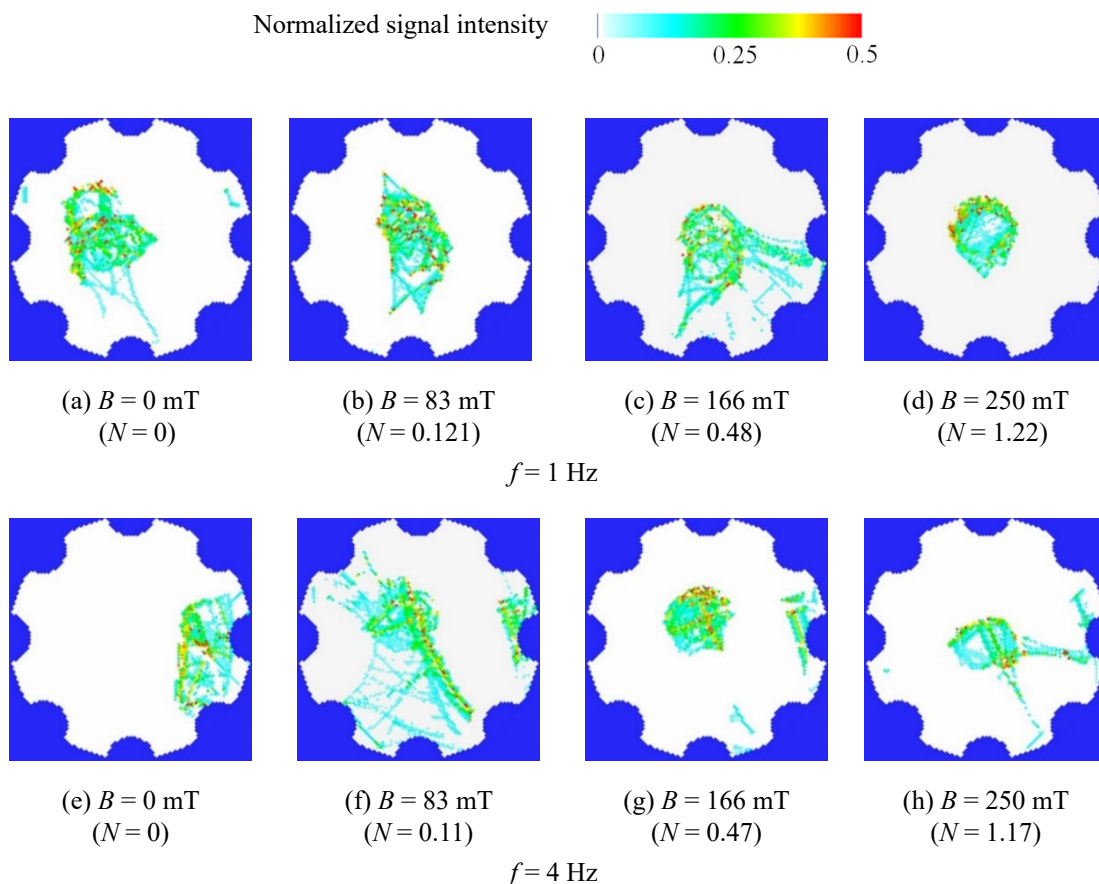 Normalized signal intensity
0 0.25 0.5
(a) B = 0 mT (b) B = 83 mT (c) B = 166 mT (d) B = 250 mT
(N = 0) (N = 0.121) (N = 0.48) (N = 1.22)
f = 1 Hz
(e) B = 0 mT (f) B = 83 mT (g) B = 166 mT (h) B = 250 mT
(N = 0) (N = 0.11) (N = 0.47) (N = 1.17)
f = 4 Hz